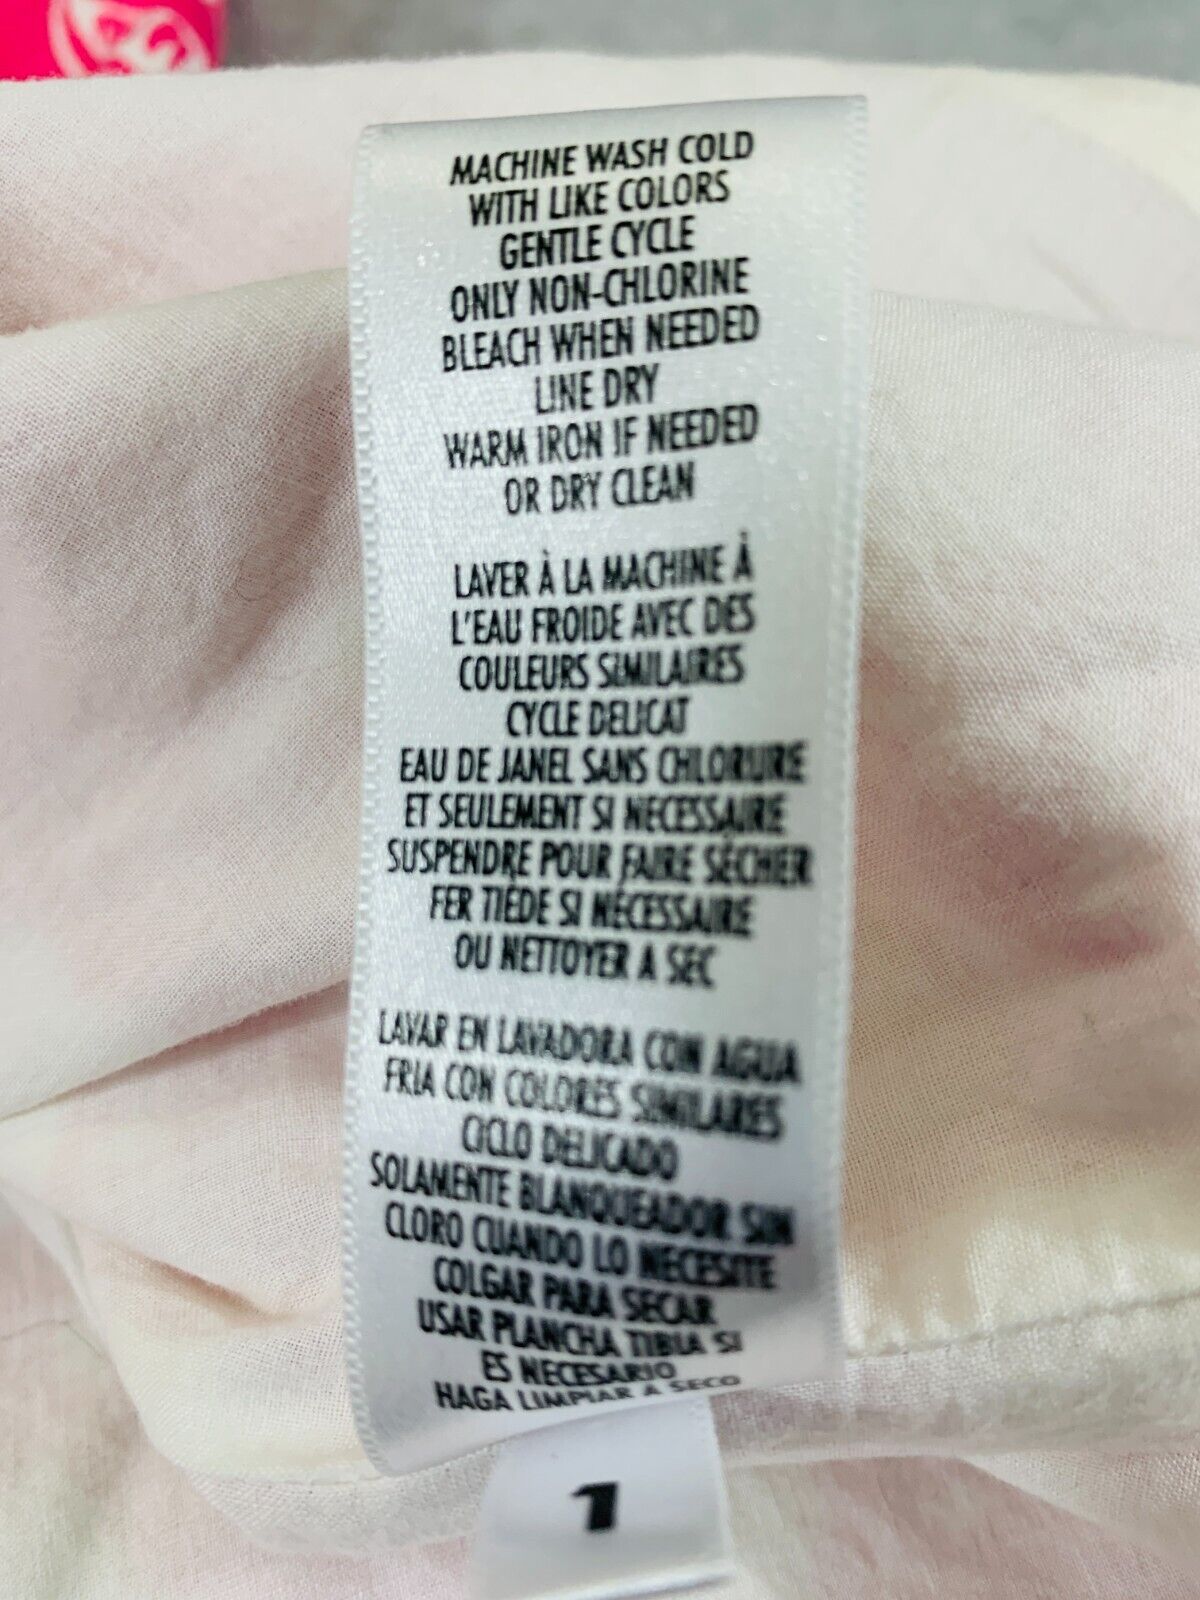 MACHINE WASH COLD
WITH LIKE COLORS
GENTLE CYCLE
ONLY NON-CHLORINE
BLEACH WHEN NEEDED
LINE DRY
WARM IRON IF NEEDED
OR DRY CLEAN
LAVER À LA MACHINE À
L'EAU FROIDE AVEC DES
COULEURS SIMILAIRES
CYCLE DELICAT
EAU DE JANEL SANS CHLORURE
ET SEULEMENT SI NECESSAIRE
SUSPENDRE POUR FAIRE SÉCHER
FER TIÉDE SI NÉCESSAIRE
OU NETTOYER A SEC
LAVAR EN LAVADORA CON AGUA
FRIA CON COLORES SIMILARES
CICLO DELICADO
SOLAMENTE BLANQUEADOR SIN
CLORO CUANDO LO NECESITE
COLGAR PARA SECAR
USAR PLANCHA TIBIA SI
ES NECESARIO
HAGA LIMPIAR A SECO
1